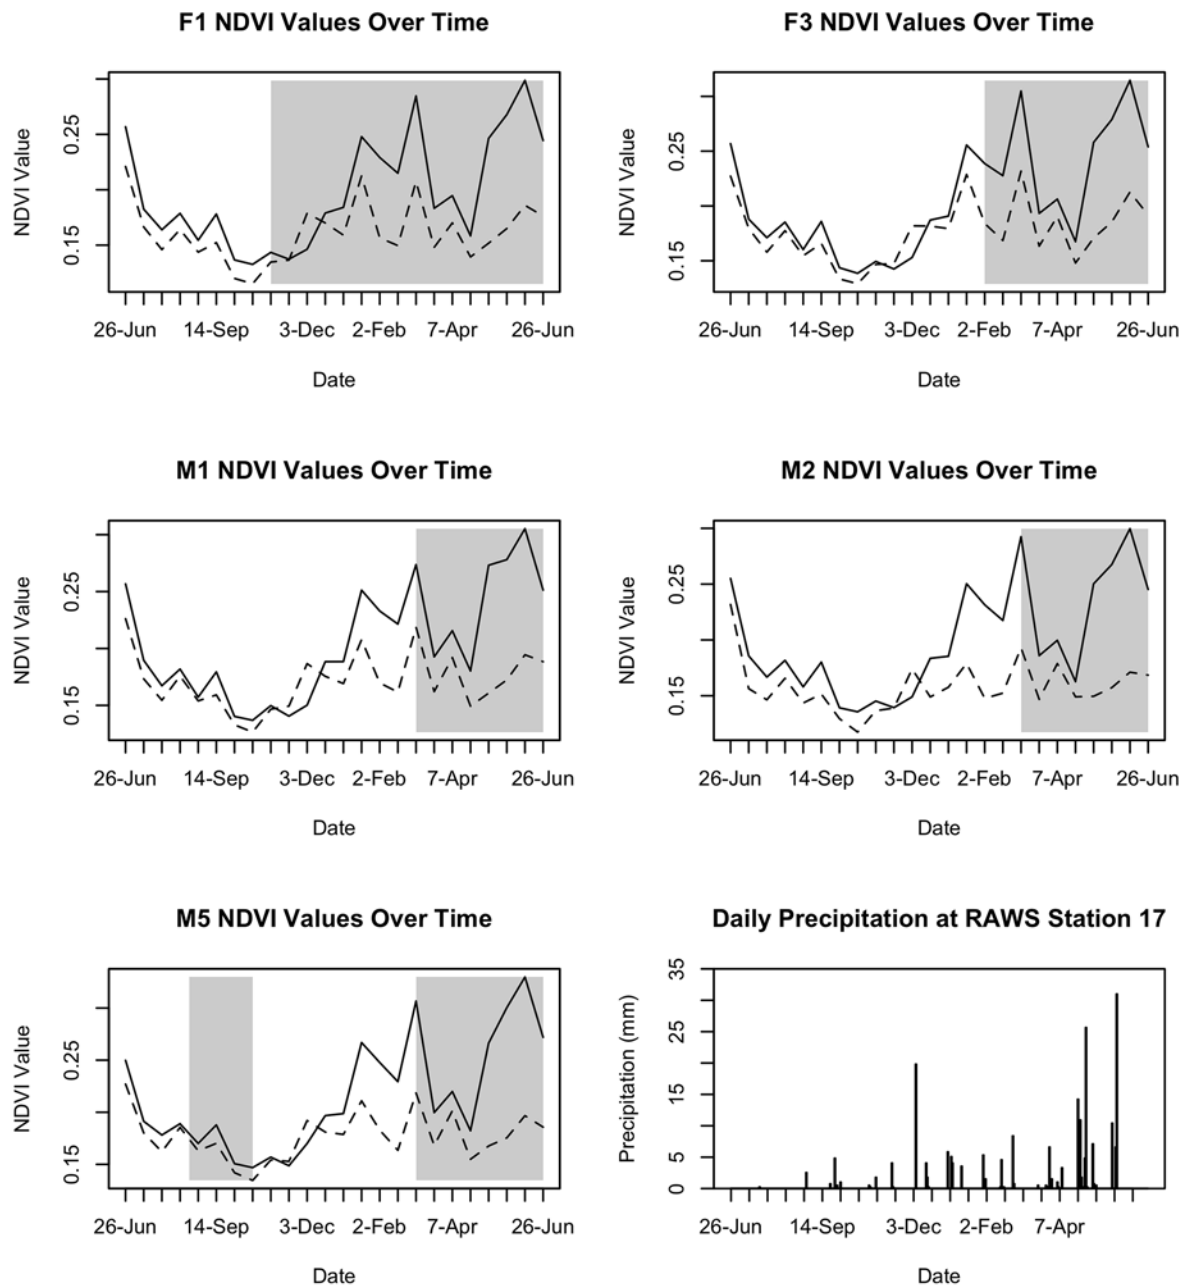 F1 NDVI Values Over Time
NDVI Value
0.25
0.15
26-Jun 14-Sep 3-Dec 2-Feb 7-Apr 26-Jun
Date
F3 NDVI Values Over Time
NDVI Value
0.25
0.15
26-Jun 14-Sep 3-Dec 2-Feb 7-Apr 26-Jun
Date
M1 NDVI Values Over Time
NDVI Value
0.25
0.15
26-Jun 14-Sep 3-Dec 2-Feb 7-Apr 26-Jun
Date
M2 NDVI Values Over Time
NDVI Value
0.25
0.15
26-Jun 14-Sep 3-Dec 2-Feb 7-Apr 26-Jun
Date
M5 NDVI Values Over Time
NDVI Value
0.25
0.15
26-Jun 14-Sep 3-Dec 2-Feb 7-Apr 26-Jun
Date
Daily Precipitation at RAWS Station 17
Precipitation (mm)
35
25
15
5
0
26-Jun 14-Sep 3-Dec 2-Feb 7-Apr
Date